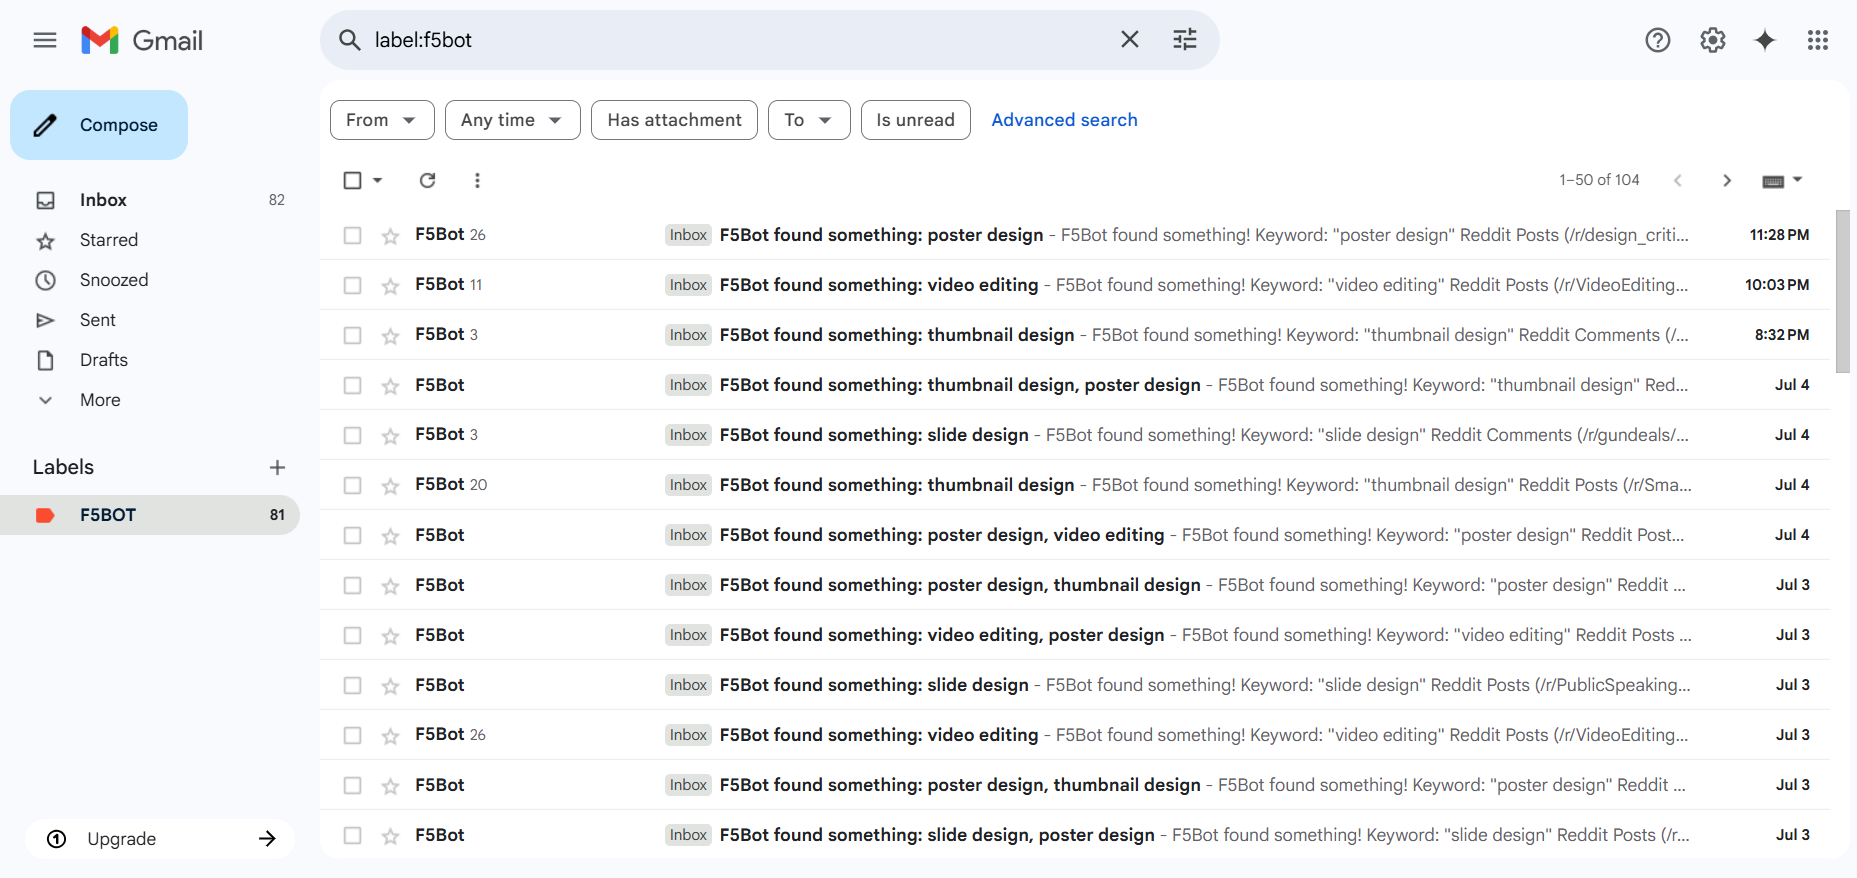 Gmail
label:f5bot
Compose
Inbox 82
Starred
Snoozed
Sent
Drafts
More
Labels
F5BOT 81
Upgrade
From
Any time
Has attachment
To
Is unread
Advanced search
1–50 of 104
F5Bot 26 Inbox F5Bot found something: poster design - F5Bot found something! Keyword: "poster design" Reddit Posts (/r/design_criti... 11:28 PM
F5Bot 11 Inbox F5Bot found something: video editing - F5Bot found something! Keyword: "video editing" Reddit Posts (/r/VideoEditing... 10:03 PM
F5Bot 3 Inbox F5Bot found something: thumbnail design - F5Bot found something! Keyword: "thumbnail design" Reddit Comments (/... 8:32 PM
F5Bot Inbox F5Bot found something: thumbnail design, poster design - F5Bot found something! Keyword: "thumbnail design" Red... Jul 4
F5Bot 3 Inbox F5Bot found something: slide design - F5Bot found something! Keyword: "slide design" Reddit Comments (/r/gundeals/... Jul 4
F5Bot 20 Inbox F5Bot found something: thumbnail design - F5Bot found something! Keyword: "thumbnail design" Reddit Posts (/r/Sma... Jul 4
F5Bot Inbox F5Bot found something: poster design, video editing - F5Bot found something! Keyword: "poster design" Reddit Post... Jul 4
F5Bot Inbox F5Bot found something: poster design, thumbnail design - F5Bot found something! Keyword: "poster design" Reddit ... Jul 3
F5Bot Inbox F5Bot found something: video editing, poster design - F5Bot found something! Keyword: "video editing" Reddit Posts ... Jul 3
F5Bot Inbox F5Bot found something: slide design - F5Bot found something! Keyword: "slide design" Reddit Posts (/r/PublicSpeaking... Jul 3
F5Bot 26 Inbox F5Bot found something: video editing - F5Bot found something! Keyword: "video editing" Reddit Posts (/r/VideoEditing... Jul 3
F5Bot Inbox F5Bot found something: poster design, thumbnail design - F5Bot found something! Keyword: "poster design" Reddit ... Jul 3
F5Bot Inbox F5Bot found something: slide design, poster design - F5Bot found something! Keyword: "slide design" Reddit Posts (/r... Jul 3